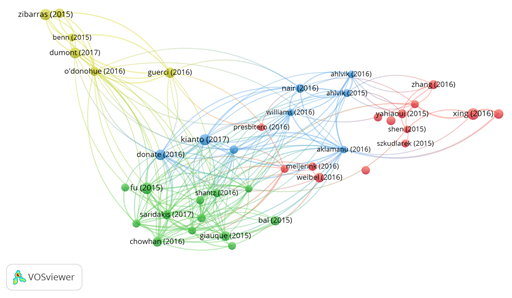 zibarras (2015)
benn (2015)
dumont (2017)
o'donohue (2016)
guerci (2016)
ahlvik (2016)
nair (2016)
ahlvik (2015)
zhang (2016)
williams (2016)
yahiaoui (2015)
xing (2016)
presbitero (2016)
shen (2015)
kianto (2017)
szkudlarek (2015)
donate (2016)
aklamanu (2016)
meijerink (2016)
weibel (2016)
fu (2015)
shantz (2016)
saridakis (2017)
bal (2015)
giauque (2015)
chowhan (2016)
VOSviewer